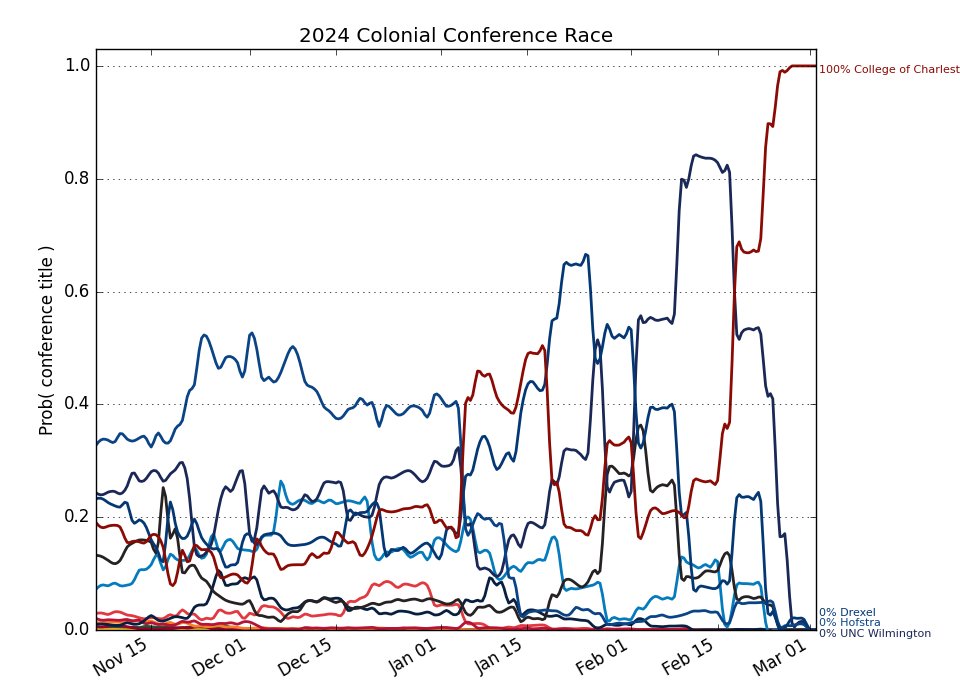 2024 Colonial Conference Race
Prob( conference title )
1.0
0.8
0.6
0.4
0.2
0.0
Nov 15
Dec 01
Dec 15
Jan 01
Jan 15
Feb 01
Feb 15
Mar 01
100% College of Charlest
0% Drexel
0% Hofstra
0% UNC Wilmington